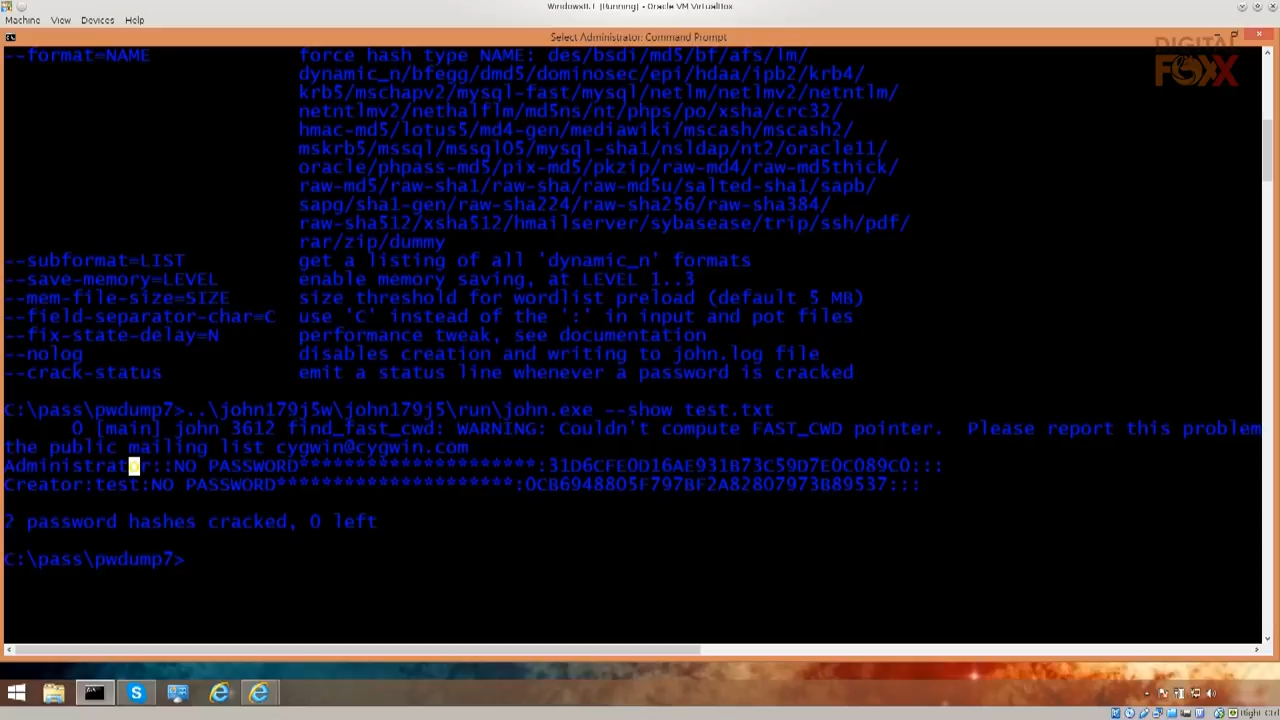 Windows8.1 [Running] - Oracle VM VirtualBox
Machine View Devices Help
Select Administrator: Command Prompt
DIGITAL
FOXX
--format=NAME force hash type NAME: des/bsdi/md5/bf/afs/lm/
dynamic_n/bfegg/dmd5/dominosec/epi/hdaa/ipb2/krb4/
krb5/mschapv2/mysql-fast/mysql/netlm/netlmv2/netntlm/
netntlmv2/nethalflm/md5ns/nt/phps/po/xsha/crc32/
hmac-md5/lotus5/md4-gen/mediawiki/mscash/mscash2/
mskrb5/mssql/mssql05/mysql-sha1/nsldap/nt2/oracle11/
oracle/phpass-md5/pix-md5/pkzip/raw-md4/raw-md5thick/
raw-md5/raw-sha1/raw-sha/raw-md5u/salted-sha1/sapb/
sapg/sha1-gen/raw-sha224/raw-sha256/raw-sha384/
raw-sha512/xsha512/hmailserver/sybasease/trip/ssh/pdf/
rar/zip/dummy
--subformat=LIST get a listing of all 'dynamic_n' formats
--save-memory=LEVEL enable memory saving, at LEVEL 1..3
--mem-file-size=SIZE size threshold for wordlist preload (default 5 MB)
--field-separator-char=C use 'C' instead of the ':' in input and pot files
--fix-state-delay=N performance tweak, see documentation
--nolog disables creation and writing to john.log file
--crack-status emit a status line whenever a password is cracked
C:\pass\pwdump7>..\john179j5w\john179j5\run\john.exe --show test.txt
0 [main] john 3612 find_fast_cwd: WARNING: Couldn't compute FAST_CWD pointer. Please report this problem
the public mailing list cygwin@cygwin.com
Administrator::NO PASSWORD*********************:31D6CFE0D16AE931B73C59D7E0C089C0:::
Creator:test:NO PASSWORD*********************:0CB6948805F797BF2A82807973B89537:::
2 password hashes cracked, 0 left
C:\pass\pwdump7>
Right Ctrl